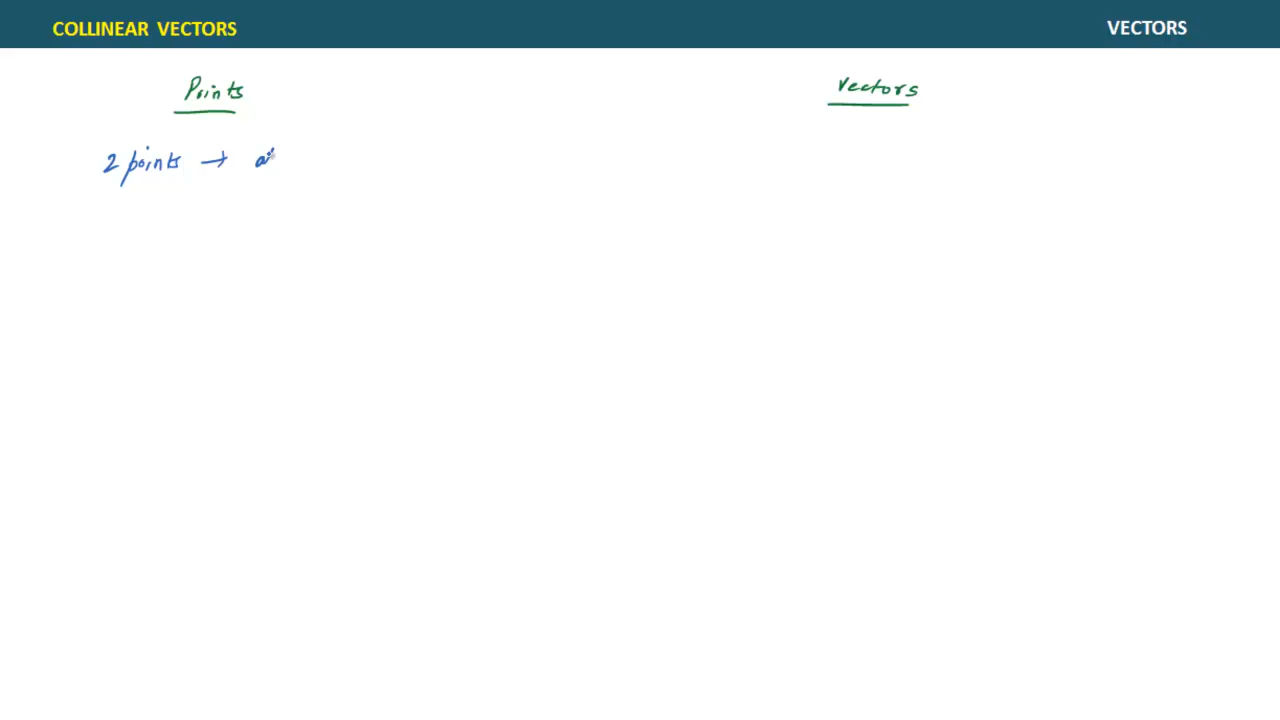 COLLINEAR VECTORS
VECTORS
Points
Vectors
2 points →